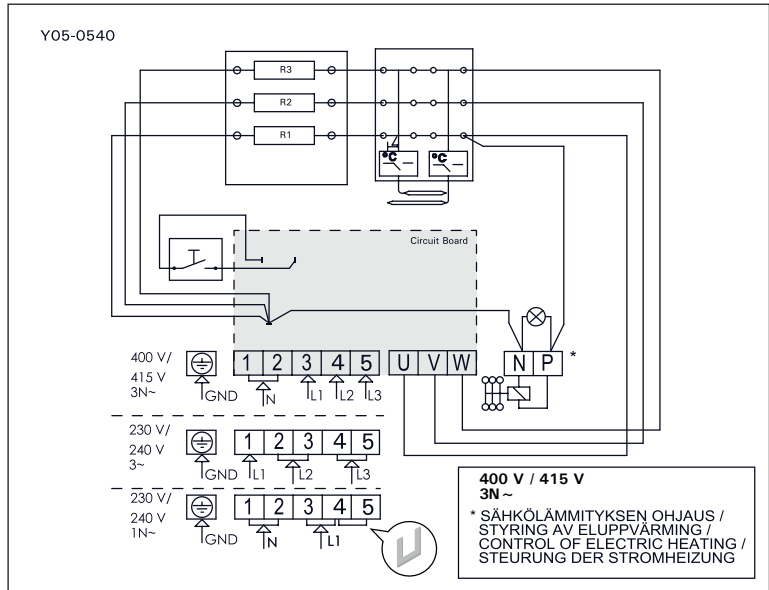 Y05-0540
R3
R2
R1
°C °C
Circuit Board
400 V/
415 V
3N~
GND
1 2 3 4 5
N L1 L2 L3
U V W
N P *
230 V/
240 V
3~
GND
1 2 3 4 5
L1 L2 L3
230 V/
240 V
1N~
GND
1 2 3 4 5
N L1
400 V / 415 V
3N~
* SÄHKÖLÄMMITYKSEN OHJAUS /
STYRING AV ELUPPVÄRMING /
CONTROL OF ELECTRIC HEATING /
STEUERUNG DER STROMHEIZUNG